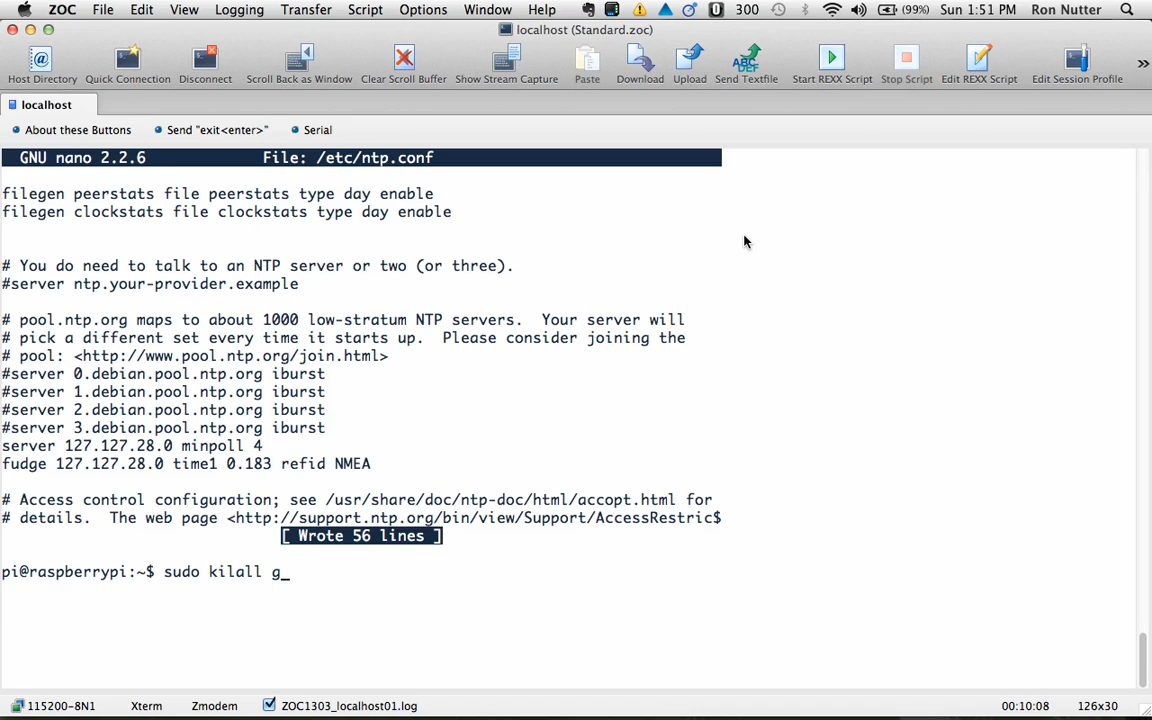 ZOC File Edit View Logging Transfer Script Options Window Help 300 (99%) Sun 1:51 PM Ron Nutter
localhost (Standard.zoc)
Host Directory Quick Connection Disconnect Scroll Back as Window Clear Scroll Buffer Show Stream Capture Paste Download Upload Send Textfile Start REXX Script Stop Script Edit REXX Script Edit Session Profile
localhost
About these Buttons Send "exit<enter>" Serial
GNU nano 2.2.6 File: /etc/ntp.conf
filegen peerstats file peerstats type day enable
filegen clockstats file clockstats type day enable
# You do need to talk to an NTP server or two (or three).
#server ntp.your-provider.example
# pool.ntp.org maps to about 1000 low-stratum NTP servers.  Your server will
# pick a different set every time it starts up.  Please consider joining the
# pool: <http://www.pool.ntp.org/join.html>
#server 0.debian.pool.ntp.org iburst
#server 1.debian.pool.ntp.org iburst
#server 2.debian.pool.ntp.org iburst
#server 3.debian.pool.ntp.org iburst
server 127.127.28.0 minpoll 4
fudge 127.127.28.0 time1 0.183 refid NMEA
# Access control configuration; see /usr/share/doc/ntp-doc/html/accopt.html for
# details.  The web page <http://support.ntp.org/bin/view/Support/AccessRestric$
[ Wrote 56 lines ]
pi@raspberrypi:~$ sudo kilall g_
115200-8N1 Xterm Zmodem ZOC1303_localhost01.log 00:10:08 126x30